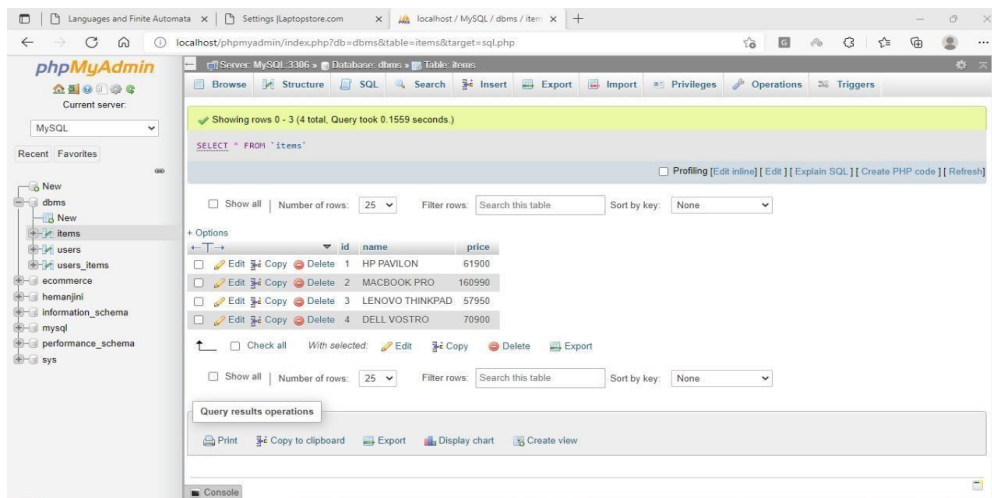 Languages and Finite Automata
Settings |Laptopstore.com
localhost / MySQL / dbms / item
localhost/phpmyadmin/index.php?db=dbms&table=items&target=sql.php
phpMyAdmin
Current server:
MySQL
Recent Favorites
New
dbms
New
items
users
users_items
ecommerce
hemanjini
information_schema
mysql
performance_schema
sys
Server: MySQL:3306 » Database: dbms » Table: items
Browse Structure SQL Search Insert Export Import Privileges Operations Triggers
Showing rows 0 - 3 (4 total, Query took 0.1559 seconds.)
SELECT * FROM `items`
Profiling [Edit inline] [ Edit ] [ Explain SQL ] [ Create PHP code ] [ Refresh]
Show all | Number of rows: 25 Filter rows: Search this table Sort by key: None
+ Options
←T→ id name price
Edit Copy Delete 1 HP PAVILON 61900
Edit Copy Delete 2 MACBOOK PRO 160990
Edit Copy Delete 3 LENOVO THINKPAD 57950
Edit Copy Delete 4 DELL VOSTRO 70900
Check all With selected: Edit Copy Delete Export
Show all | Number of rows: 25 Filter rows: Search this table Sort by key: None
Query results operations
Print Copy to clipboard Export Display chart Create view
Console